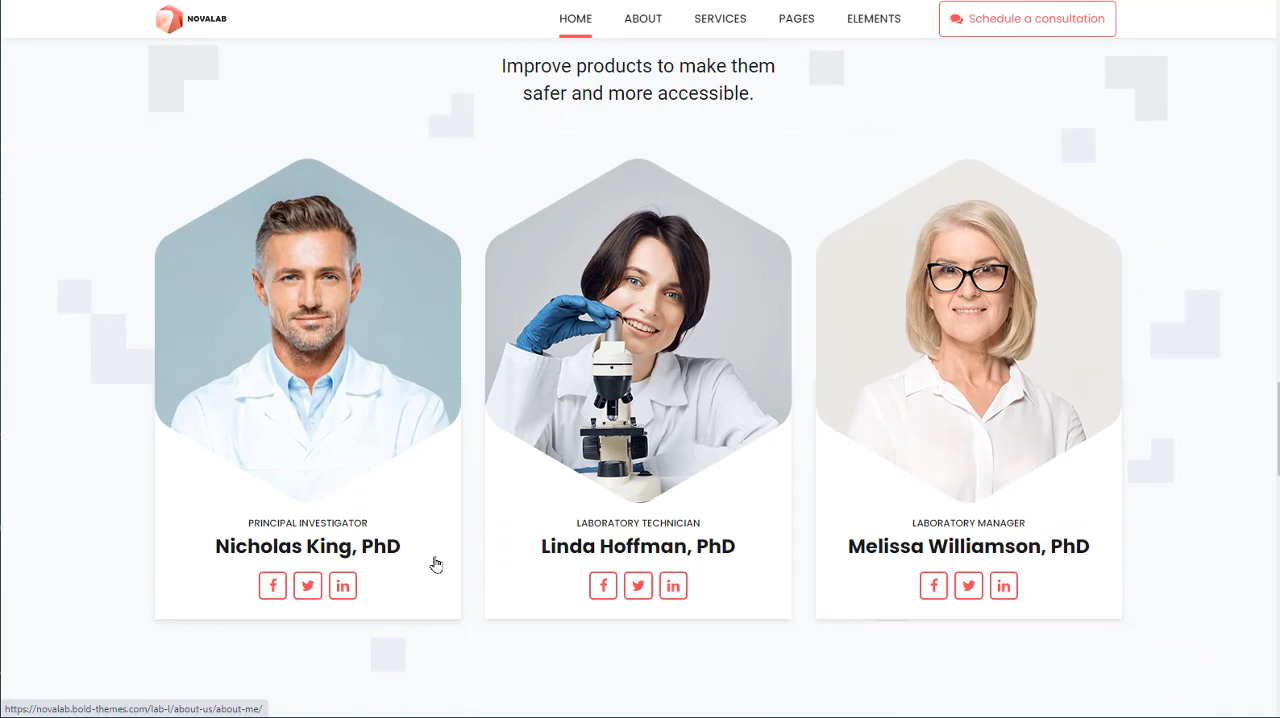 NOVALAB
HOME ABOUT SERVICES PAGES ELEMENTS Schedule a consultation
Improve products to make them
safer and more accessible.
PRINCIPAL INVESTIGATOR
Nicholas King, PhD
LABORATORY TECHNICIAN
Linda Hoffman, PhD
LABORATORY MANAGER
Melissa Williamson, PhD
https://novalab.bold-themes.com/lab-l/about-us/about-me/